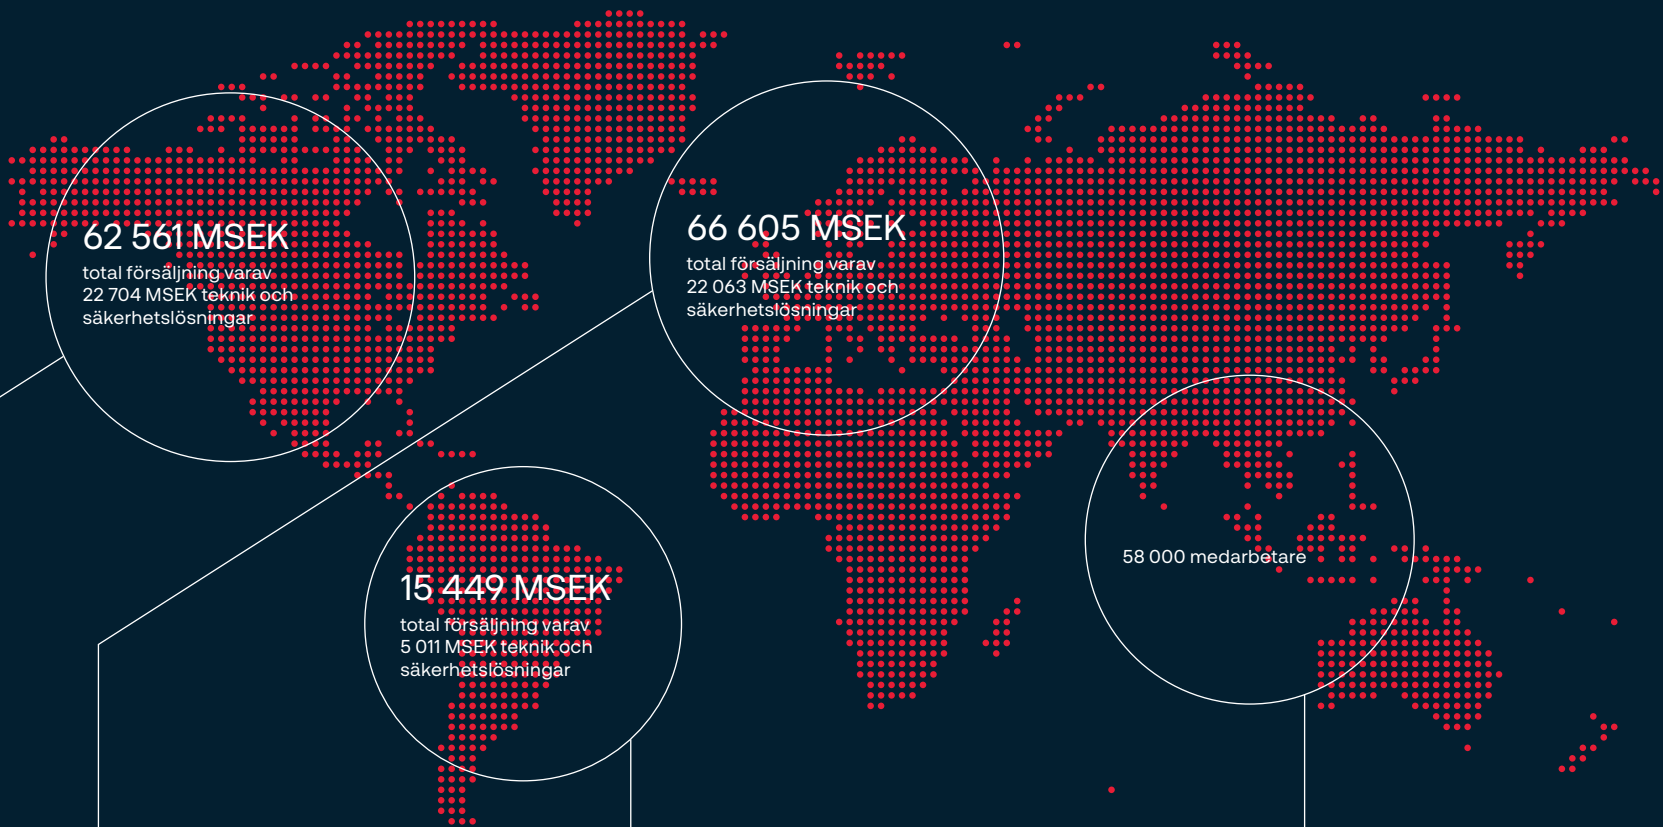 62 561 MSEK
total försäljning varav
22 704 MSEK teknik och
säkerhetslösningar
66 605 MSEK
total försäljning varav
22 063 MSEK teknik och
säkerhetslösningar
15 449 MSEK
total försäljning varav
5 011 MSEK teknik och
säkerhetslösningar
58 000 medarbetare